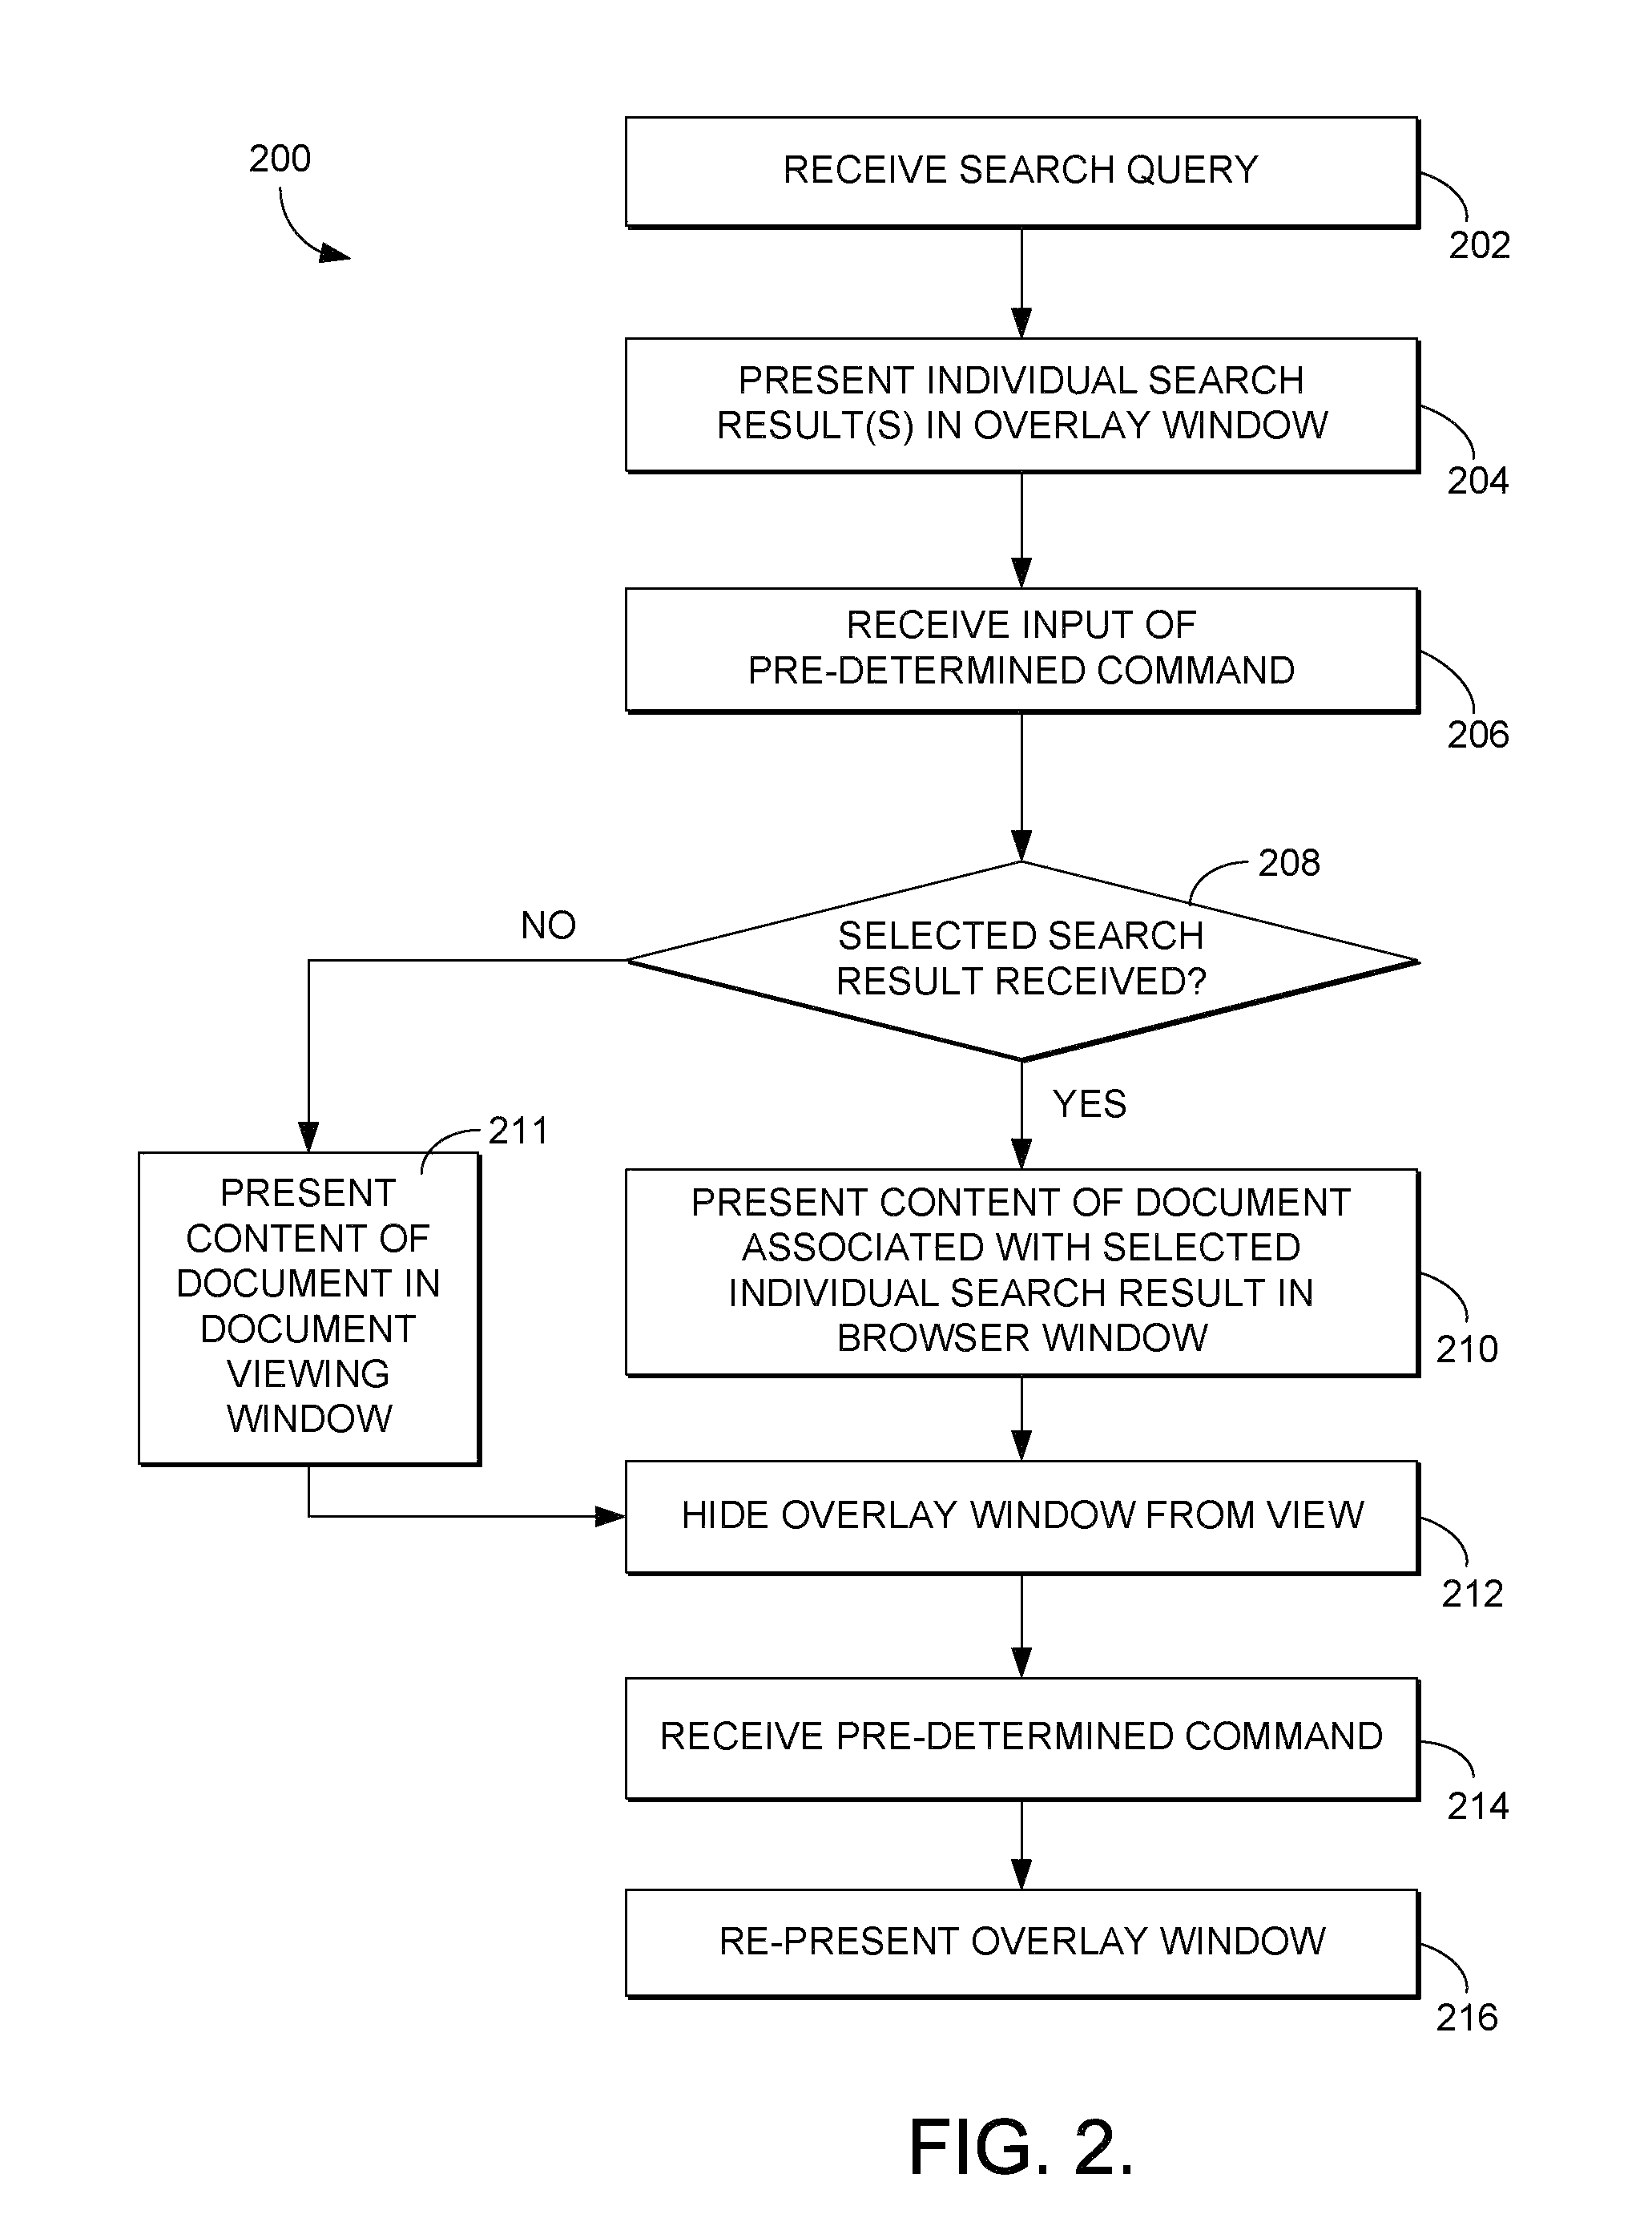 200
RECEIVE SEARCH QUERY
202
PRESENT INDIVIDUAL SEARCH
RESULT(S) IN OVERLAY WINDOW
204
RECEIVE INPUT OF
PRE-DETERMINED COMMAND
206
208
SELECTED SEARCH
RESULT RECEIVED?
NO
YES
211
PRESENT
CONTENT OF
DOCUMENT IN
DOCUMENT
VIEWING
WINDOW
PRESENT CONTENT OF DOCUMENT
ASSOCIATED WITH SELECTED
INDIVIDUAL SEARCH RESULT IN
BROWSER WINDOW
210
HIDE OVERLAY WINDOW FROM VIEW
212
RECEIVE PRE-DETERMINED COMMAND
214
RE-PRESENT OVERLAY WINDOW
216
FIG. 2.